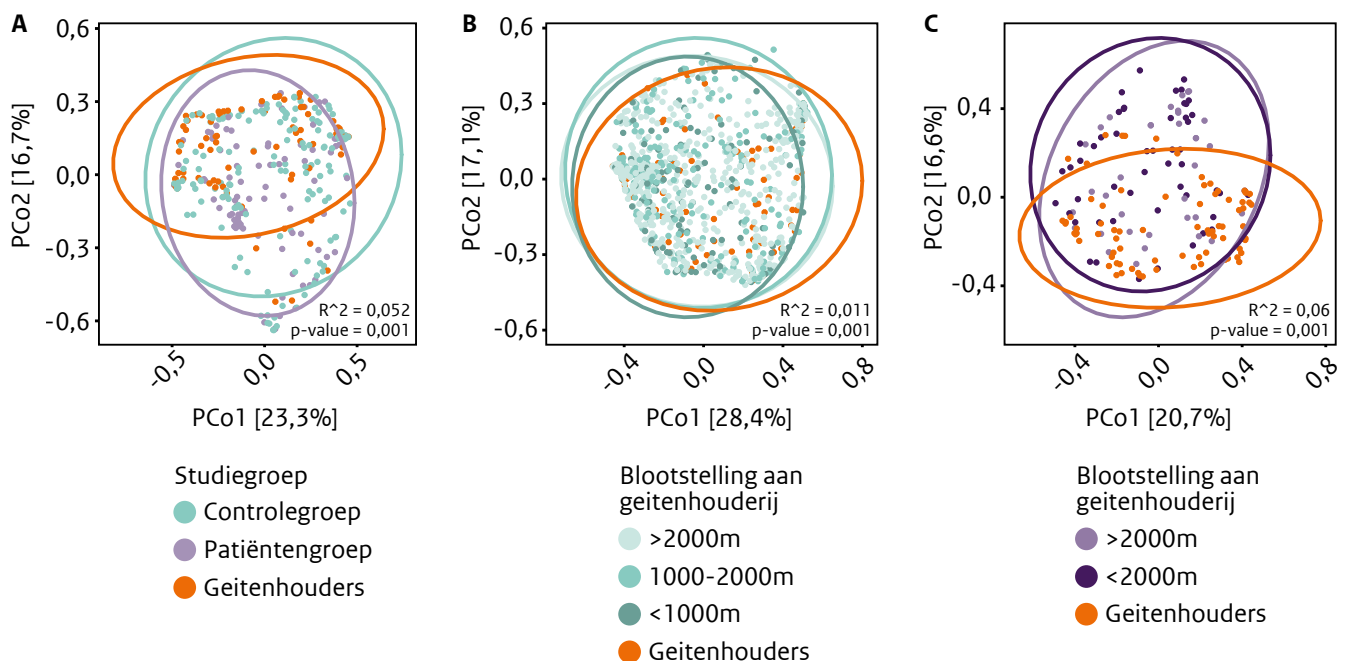 A
PCo2 [16,7%]
0,6
0,3
0,0
-0,3
-0,6
R^2 = 0,052
p-value = 0,001
-0,5
0,0
0,5
PCo1 [23,3%]
Studiegroep
Controlegroep
Patiëntengroep
Geitenhouders
B
PCo2 [17,1%]
0,6
0,3
0,0
-0,3
-0,6
R^2 = 0,011
p-value = 0,001
-0,4
0,0
0,4
0,8
PCo1 [28,4%]
Blootstelling aan
geitenhouderij
>2000m
1000-2000m
<1000m
Geitenhouders
C
PCo2 [16,6%]
0,4
0,0
-0,4
R^2 = 0,06
p-value = 0,001
-0,4
0,0
0,4
0,8
PCo1 [20,7%]
Blootstelling aan
geitenhouderij
>2000m
<2000m
Geitenhouders